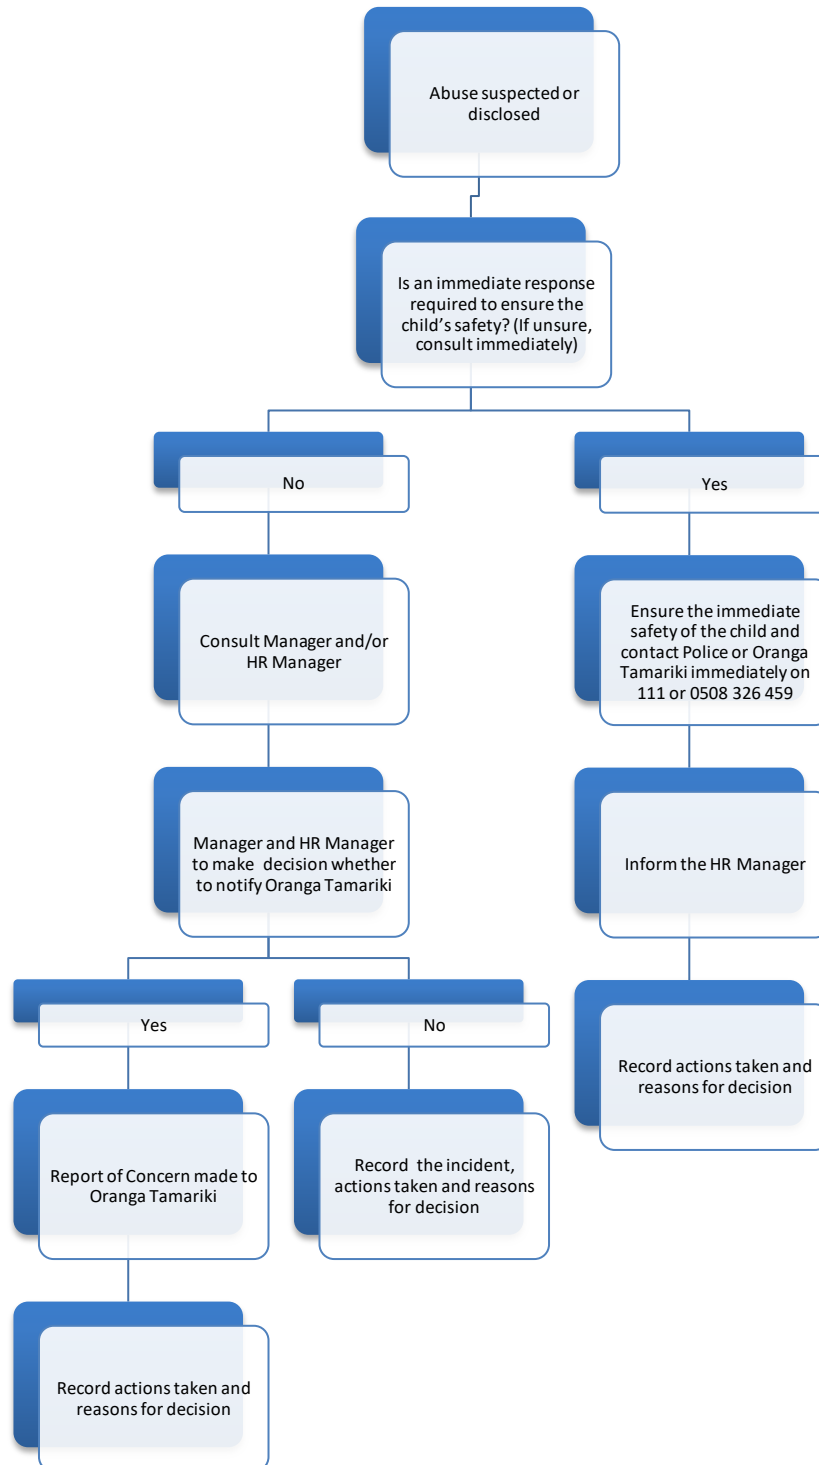 Abuse suspected or
disclosed
Is an immediate response
required to ensure the
child's safety? (If unsure,
consult immediately)
No
Yes
Consult Manager and/or
HR Manager
Ensure the immediate
safety of the child and
contact Police or Oranga
Tamariki immediately on
111 or 0508 326 459
Manager and HR Manager
to make decision whether
to notify Oranga Tamariki
Inform the HR Manager
Yes
No
Record actions taken and
reasons for decision
Report of Concern made to
Oranga Tamariki
Record the incident,
actions taken and reasons
for decision
Record actions taken and
reasons for decision